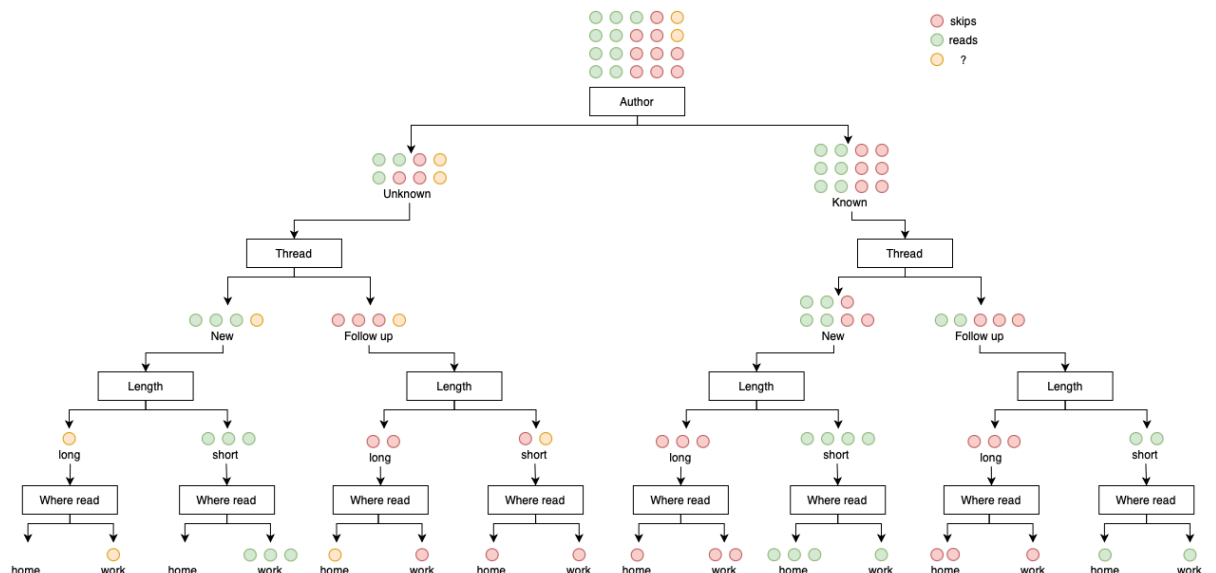 skips
reads
?
Author
Unknown
Known
Thread
Thread
New
Follow up
New
Follow up
Length
Length
Length
Length
long
short
long
short
long
short
long
short
Where read
Where read
Where read
Where read
Where read
Where read
Where read
Where read
home
work
home
work
home
work
home
work
home
work
home
work
home
work
home
work